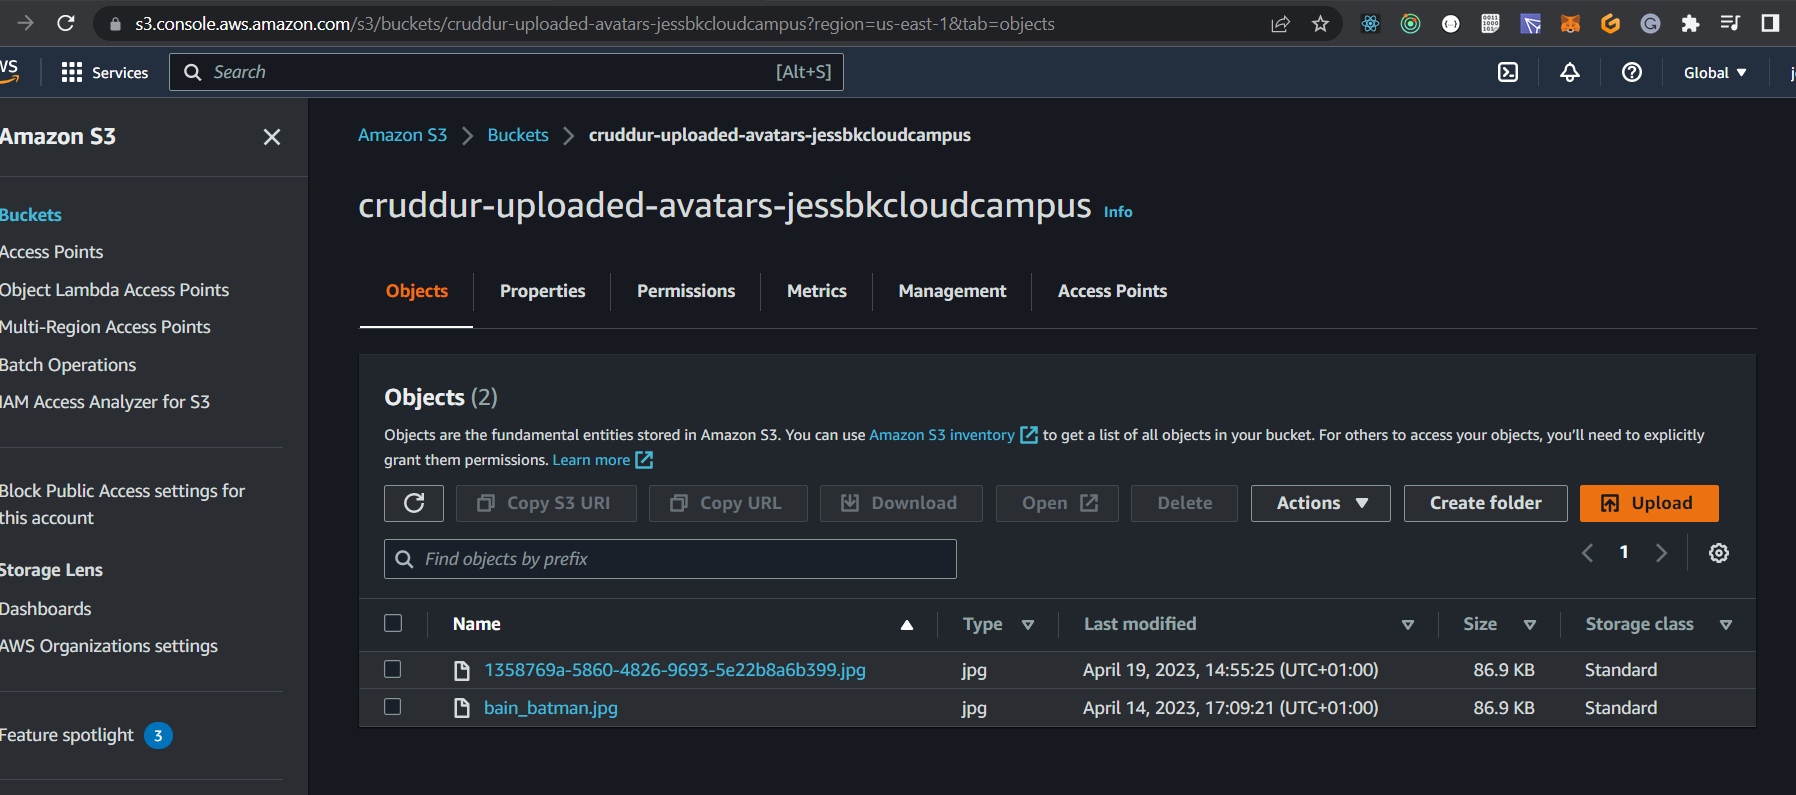 s3.console.aws.amazon.com/s3/buckets/cruddur-uploaded-avatars-jessbkcloudcampus?region=us-east-1&tab=objects
Services
Search
[Alt+S]
Global
Amazon S3
Buckets
Access Points
Object Lambda Access Points
Multi-Region Access Points
Batch Operations
IAM Access Analyzer for S3
Block Public Access settings for
this account
Storage Lens
Dashboards
AWS Organizations settings
Feature spotlight 3
Amazon S3 > Buckets > cruddur-uploaded-avatars-jessbkcloudcampus
cruddur-uploaded-avatars-jessbkcloudcampus Info
Objects Properties Permissions Metrics Management Access Points
Objects (2)
Objects are the fundamental entities stored in Amazon S3. You can use Amazon S3 inventory to get a list of all objects in your bucket. For others to access your objects, you'll need to explicitly
grant them permissions. Learn more
Copy S3 URI Copy URL Download Open Delete Actions Create folder Upload
Find objects by prefix
1
Name Type Last modified Size Storage class
1358769a-5860-4826-9693-5e22b8a6b399.jpg jpg April 19, 2023, 14:55:25 (UTC+01:00) 86.9 KB Standard
bain_batman.jpg jpg April 14, 2023, 17:09:21 (UTC+01:00) 86.9 KB Standard